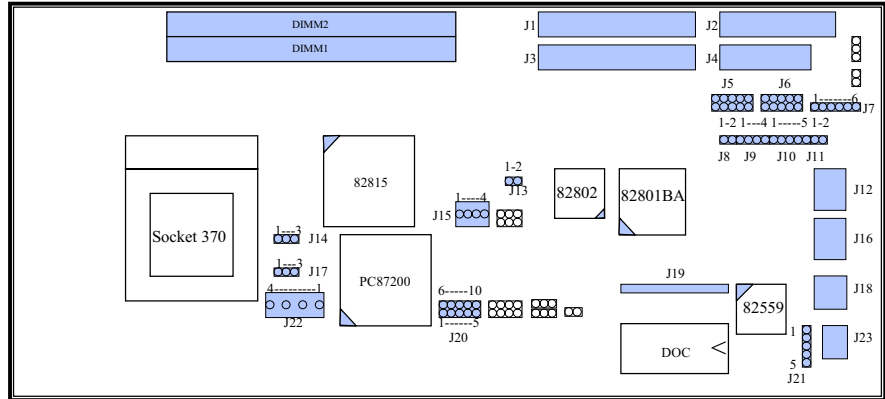 DIMM2
DIMM1
J1
J2
J3
J4
J5
J6
1-------6
J7
1-2 1---4 1-----5 1-2
J8 J9 J10 J11
1-2
J13
82815
82802
82801BA
J12
1----4
J15
Socket 370
1---3
J14
J16
1---3
J17
PC87200
J19
J18
4---------1
J22
6-----10
1------5
J20
82559
DOC
1
5
J21
J23